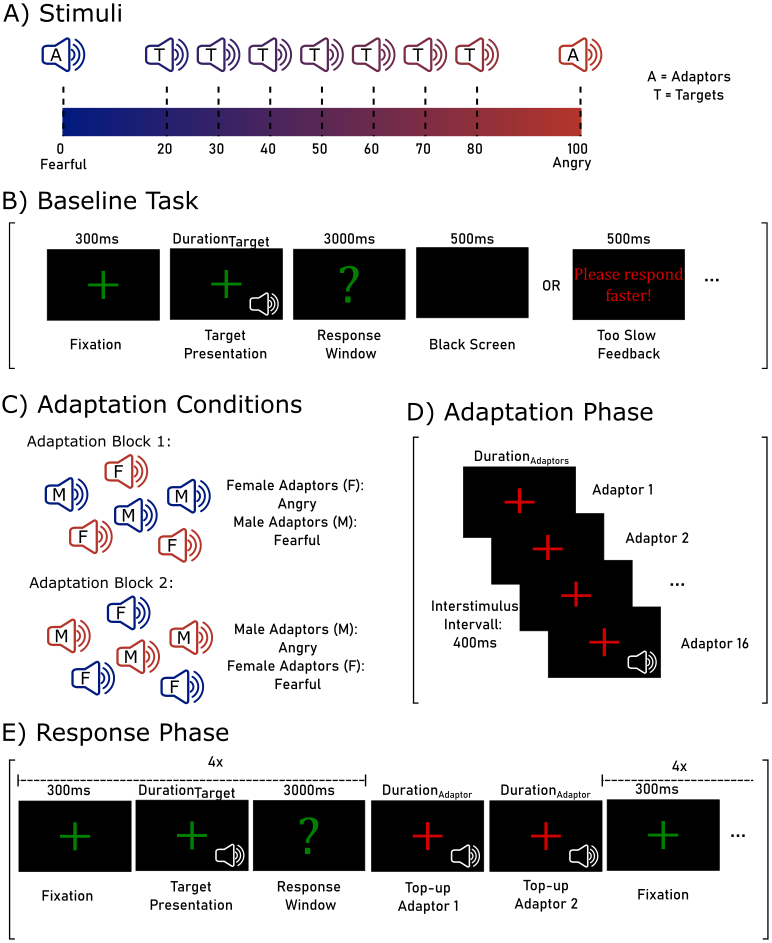 A) Stimuli
A T T T T T T T A
A = Adaptors
T = Targets
0 20 30 40 50 60 70 80 100
Fearful Angry
B) Baseline Task
300ms DurationTarget 3000ms 500ms 500ms
? OR Please respond
faster! ...
Fixation Target
Presentation Response
Window Black Screen Too Slow
Feedback
C) Adaptation Conditions
Adaptation Block 1:
F
M M
M
F F
Female Adaptors (F):
Angry
Male Adaptors (M):
Fearful
Adaptation Block 2:
F
M M
M
F F
Male Adaptors (M):
Angry
Female Adaptors (F):
Fearful
D) Adaptation Phase
DurationAdaptors
Adaptor 1
Adaptor 2
...
Interstimulus
Intervall:
400ms
Adaptor 16
E) Response Phase
4x 4x
300ms DurationTarget 3000ms DurationAdaptor DurationAdaptor 300ms
? ...
Fixation Target
Presentation Response
Window Top-up
Adaptor 1 Top-up
Adaptor 2 Fixation